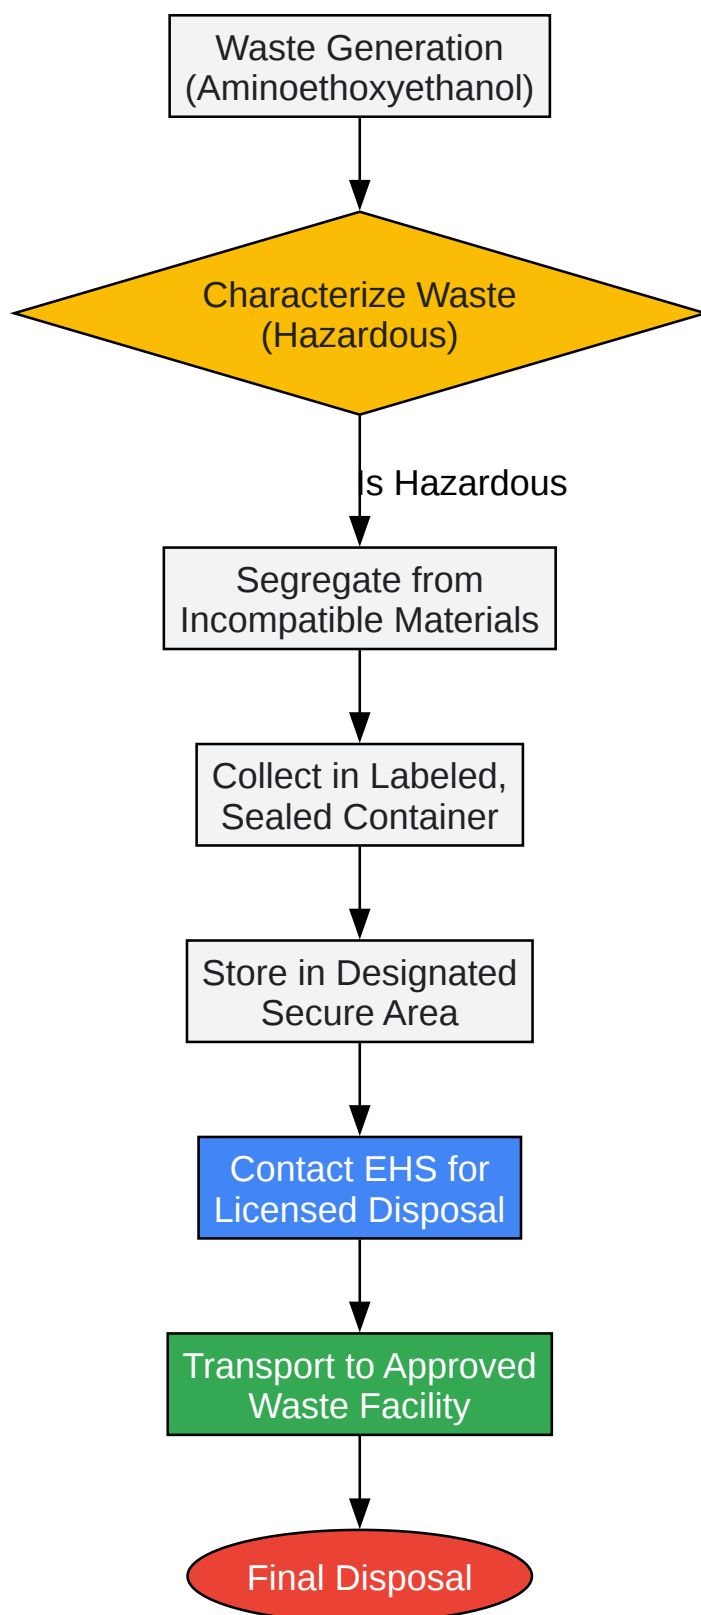 Waste Generation
(Aminoethoxyethanol)
Characterize Waste
(Hazardous)
Is Hazardous
Segregate from
Incompatible Materials
Collect in Labeled,
Sealed Container
Store in Designated
Secure Area
Contact EHS for
Licensed Disposal
Transport to Approved
Waste Facility
Final Disposal